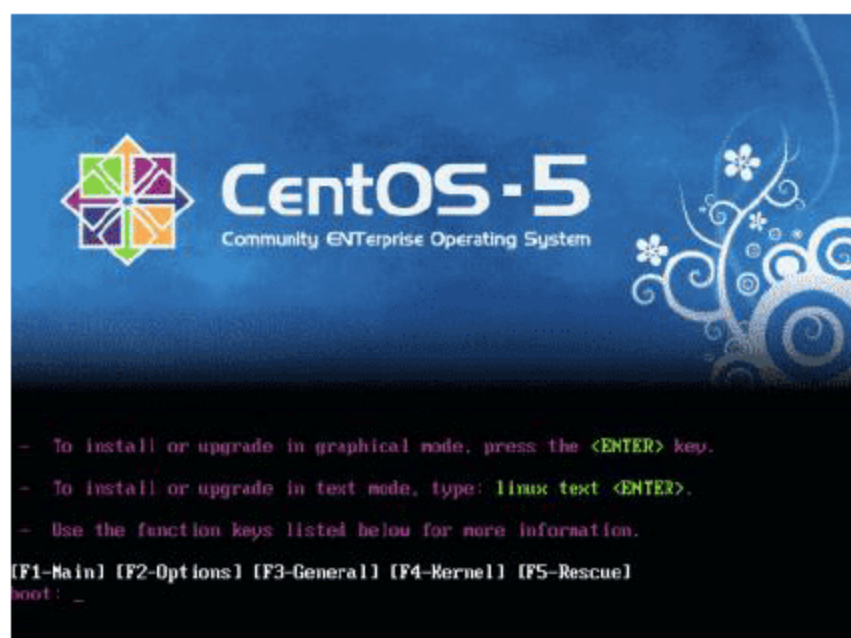 CentOS-5
Community ENTerprise Operating System
- To install or upgrade in graphical mode, press the <ENTER> key.
- To install or upgrade in text mode, type: linux text <ENTER>.
- Use the function keys listed below for more information.
[F1-Main] [F2-Options] [F3-General] [F4-Kernel] [F5-Rescue]
boot: _